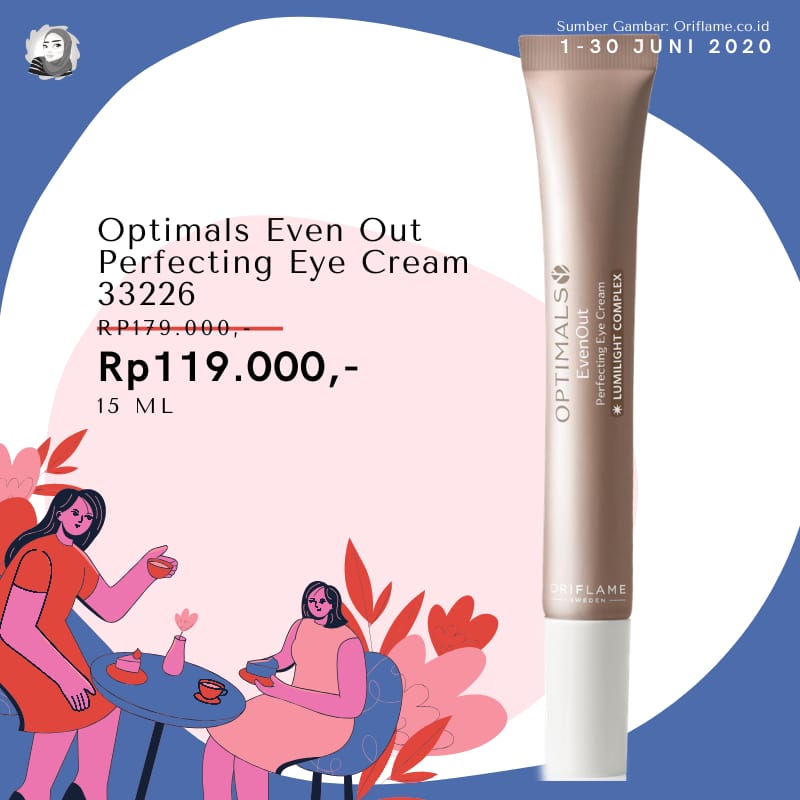 Sumber Gambar: Oriflame.co.id
1-30 JUNI 2020
Optimals Even Out
Perfecting Eye Cream
33226
RP179.000,-
Rp119.000,-
15 ML
OPTIMALS
EvenOut
Perfecting Eye Cream
LUMILIGHT COMPLEX
ORIFLAME
SWEDEN